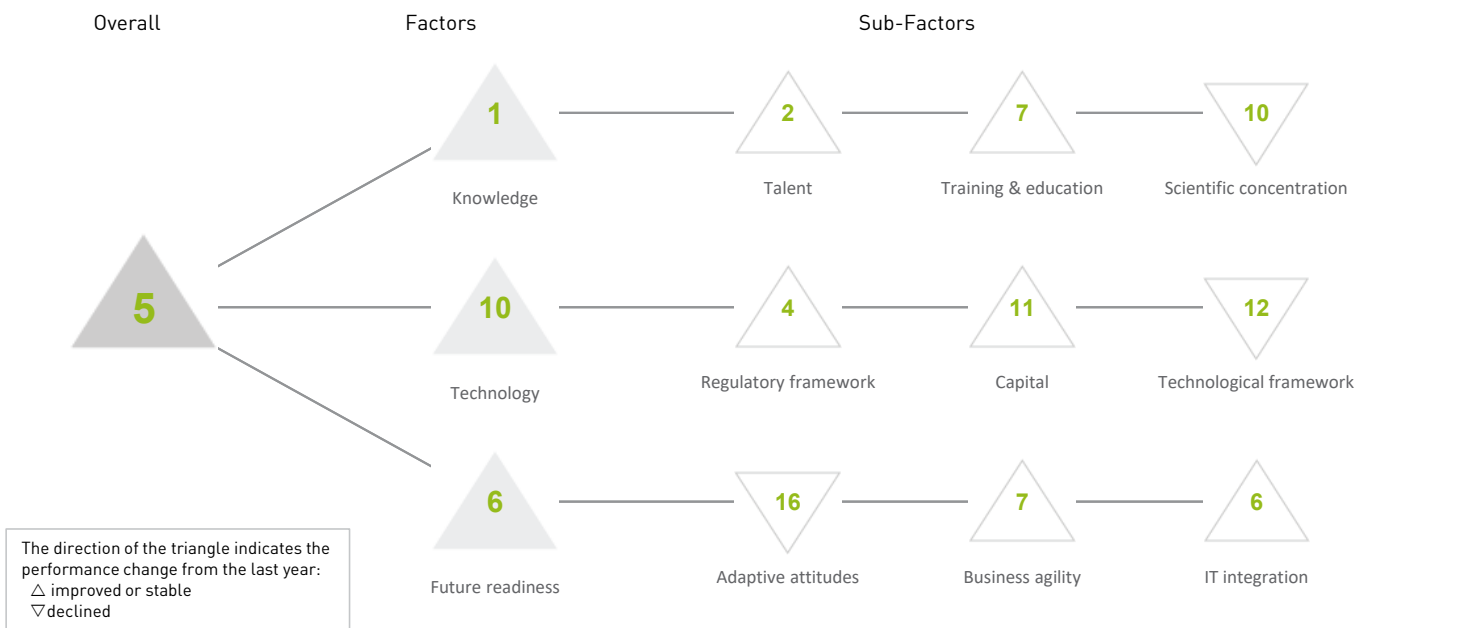 Overall
Factors
Sub-Factors
1
2
7
10
Knowledge
Talent
Training & education
Scientific concentration
5
10
4
11
12
Technology
Regulatory framework
Capital
Technological framework
6
16
7
6
Future readiness
Adaptive attitudes
Business agility
IT integration
The direction of the triangle indicates the
performance change from the last year:
△ improved or stable
▽ declined